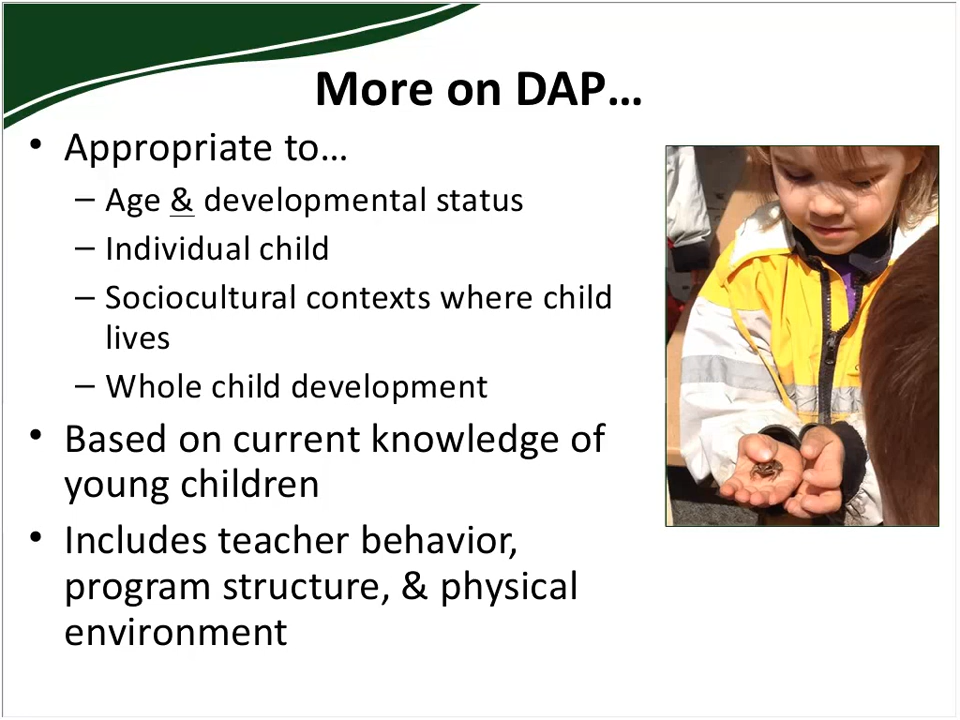 More on DAP…
• Appropriate to…
– Age & developmental status
– Individual child
– Sociocultural contexts where child
lives
– Whole child development
• Based on current knowledge of
young children
• Includes teacher behavior,
program structure, & physical
environment